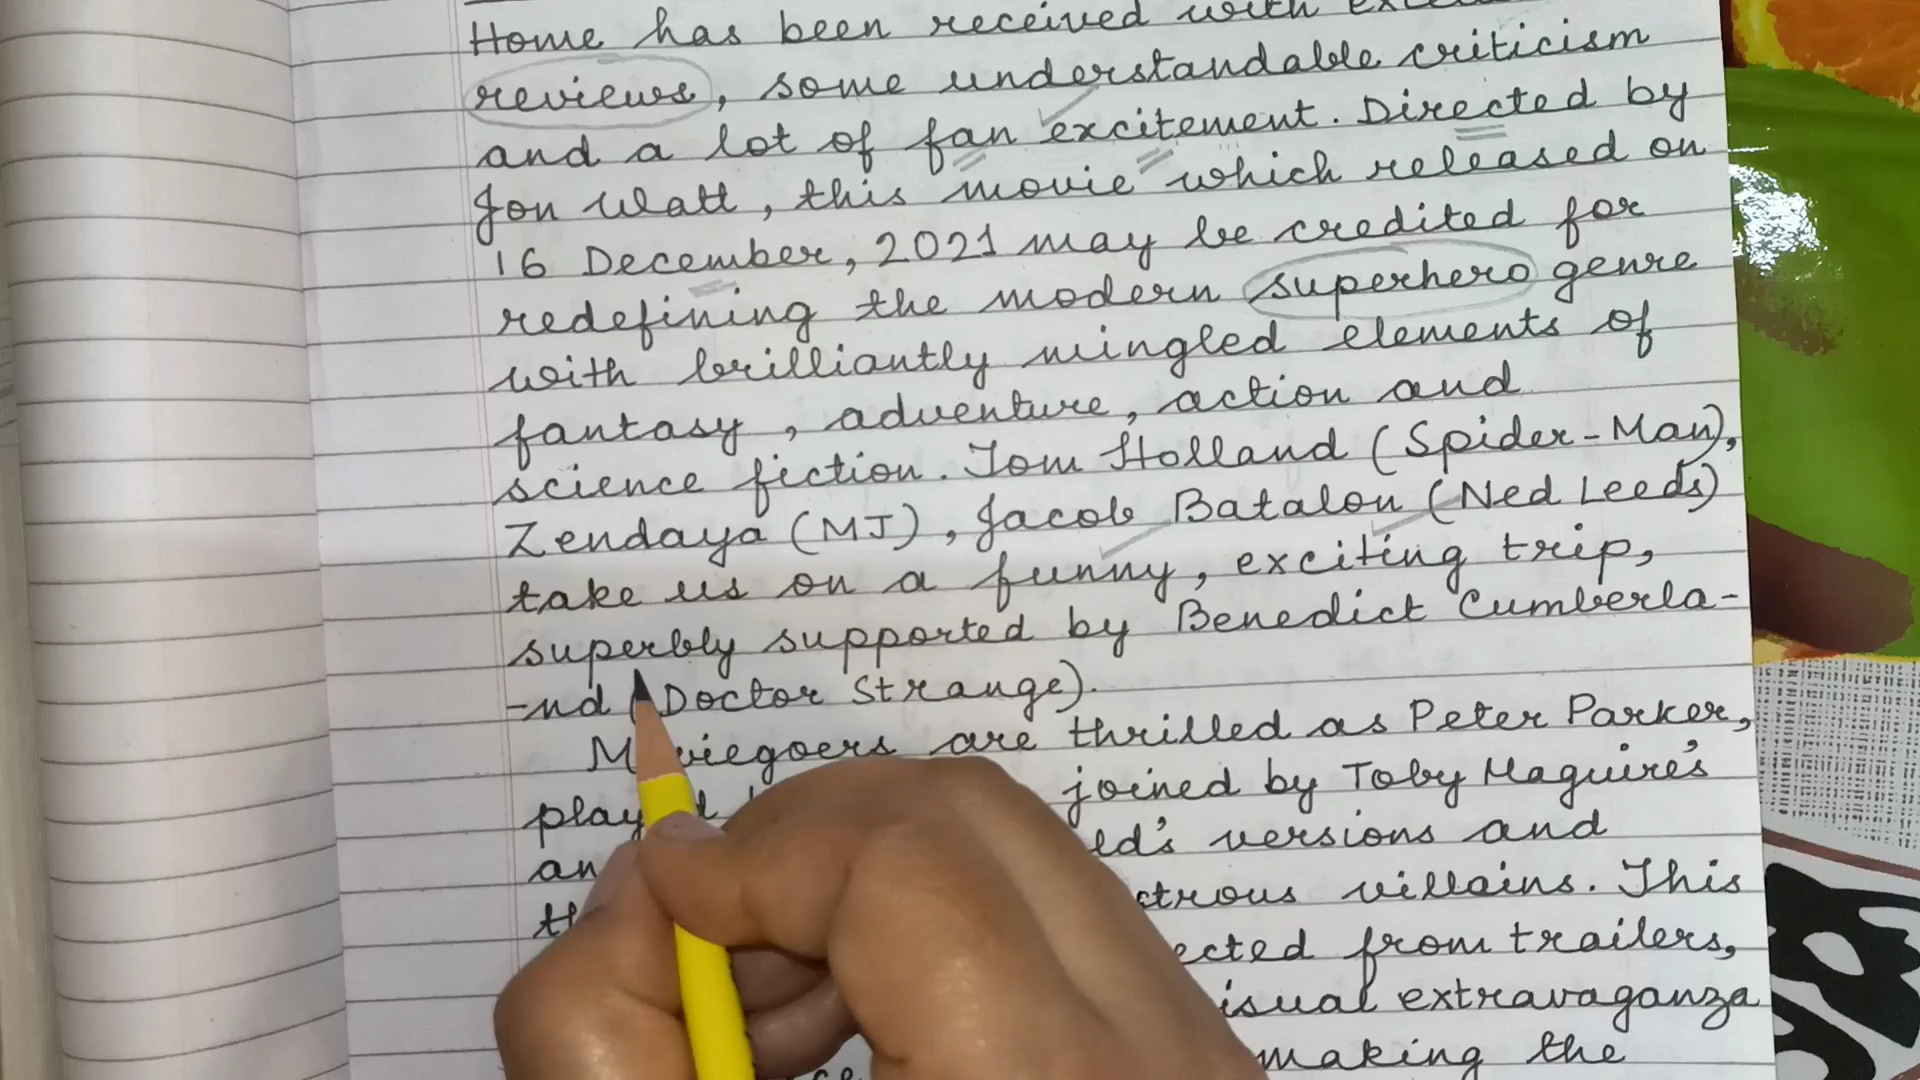 Home has been received with
reviews, some understandable criticism
and a lot of fan excitement. Directed by
Jon Watt, this movie which released on
16 December, 2021 may be credited for
redefining the modern superhero genre
with brilliantly mingled elements of
fantasy, adventure, action and
science fiction. Tom Holland (Spider-Man),
Zendaya (MJ), Jacob Batalon (Ned Leeds)
take us on a funny, exciting trip,
superbly supported by Benedict Cumberla-
-nd (Doctor Strange).
Moviegoers are thrilled as Peter Parker,
joined by Toby Maguire's
versions and
villains. This
from trailers,
extravaganza
making the